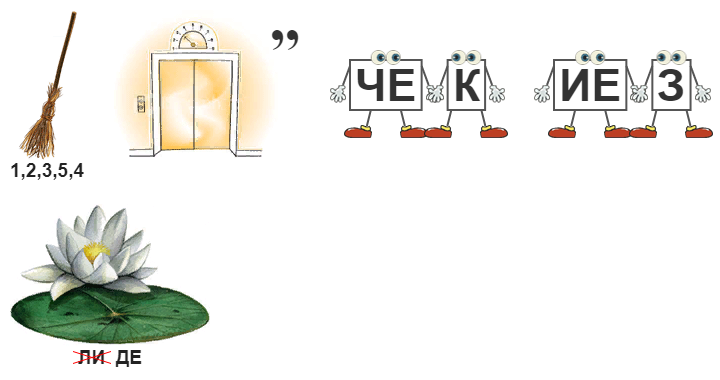 ”
ЧЕ К ИЕ З
1,2,3,5,4
ЛИ ДЕ